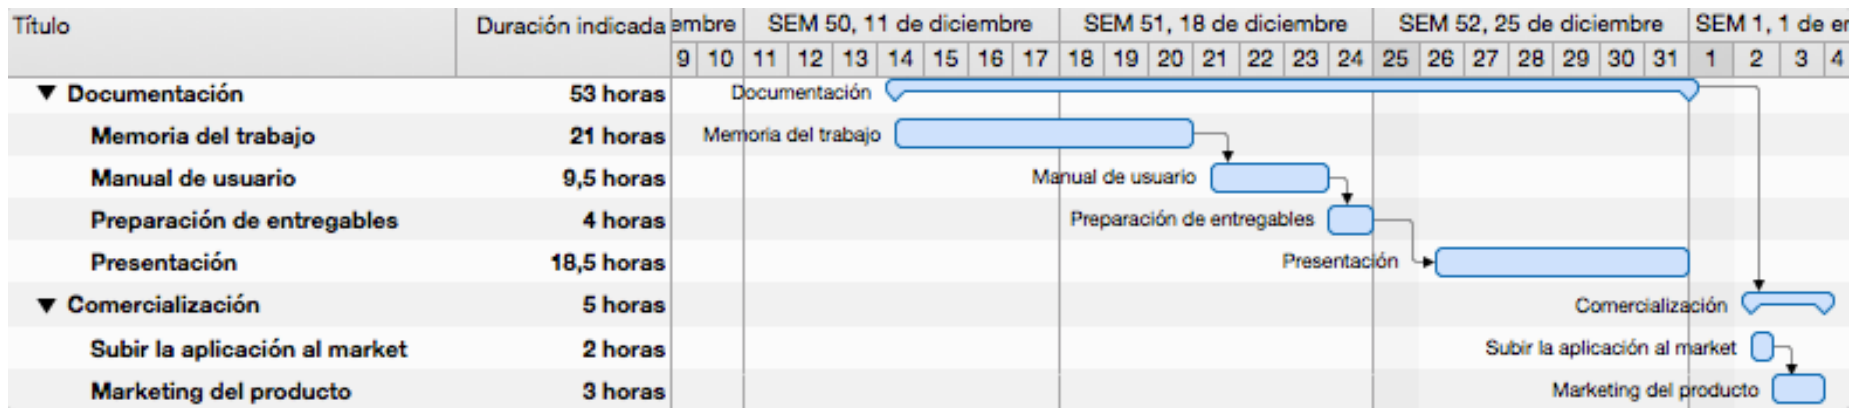 Título Duración indicada embre SEM 50, 11 de diciembre SEM 51, 18 de diciembre SEM 52, 25 de diciembre SEM 1, 1 de er
9 10 11 12 13 14 15 16 17 18 19 20 21 22 23 24 25 26 27 28 29 30 31 1 2 3 4
▼ Documentación 53 horas Documentación
Memoria del trabajo 21 horas Memoria del trabajo
Manual de usuario 9,5 horas Manual de usuario
Preparación de entregables 4 horas Preparación de entregables
Presentación 18,5 horas Presentación
▼ Comercialización 5 horas Comercialización
Subir la aplicación al market 2 horas Subir la aplicación al market
Marketing del producto 3 horas Marketing del producto